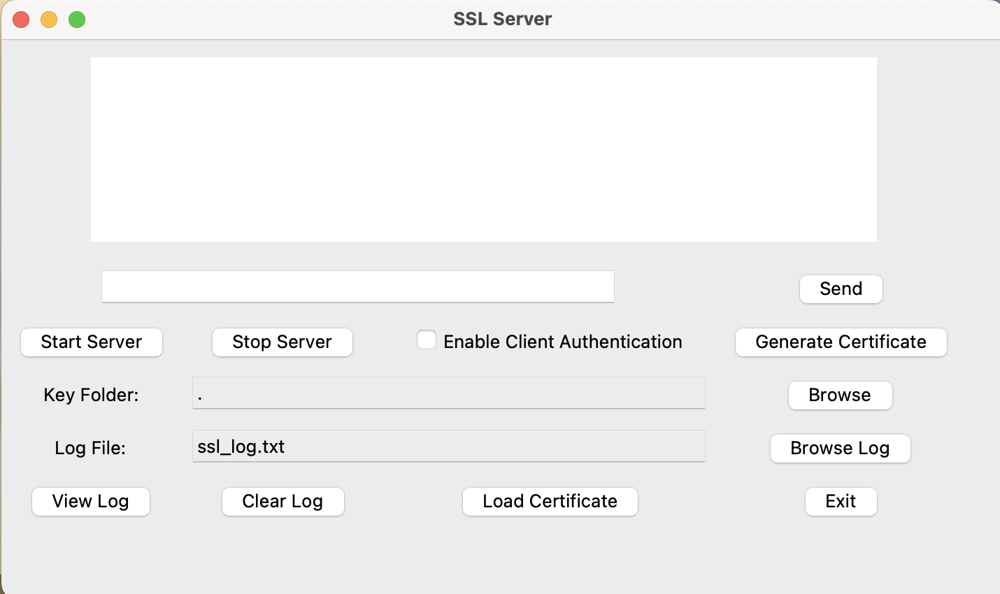 SSL Server
Send
Start Server Stop Server Enable Client Authentication Generate Certificate
Key Folder: . Browse
Log File: ssl_log.txt Browse Log
View Log Clear Log Load Certificate Exit